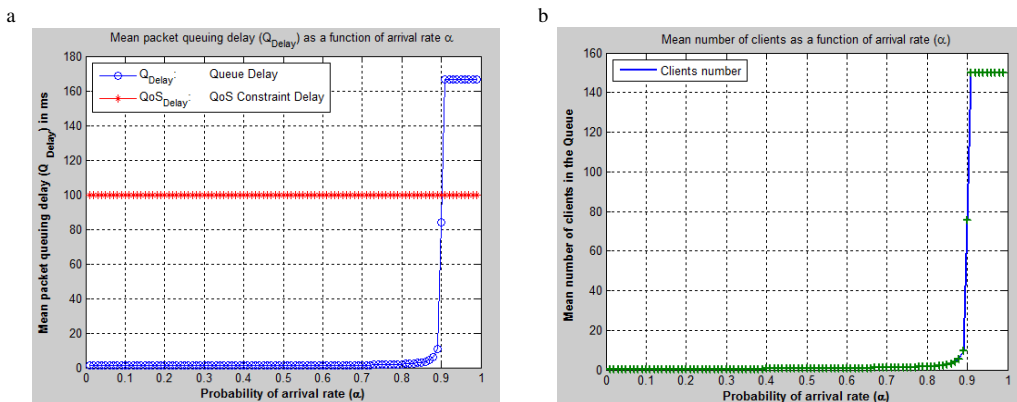 a
Mean packet queuing delay (Q_Delay) as a function of arrival rate α
180
160
140
120
100
80
60
40
20
0
Mean packet queuing delay (Q_Delay) in ms
Q_Delay: Queue Delay
QoS_Delay: QoS Constraint Delay
0 0.1 0.2 0.3 0.4 0.5 0.6 0.7 0.8 0.9 1
Probability of arrival rate (α)
b
Mean number of clients as a function of arrival rate (α)
160
140
120
100
80
60
40
20
0
Mean number of clients in the Queue
Clients number
0 0.1 0.2 0.3 0.4 0.5 0.6 0.7 0.8 0.9 1
Probability of arrival rate (α)